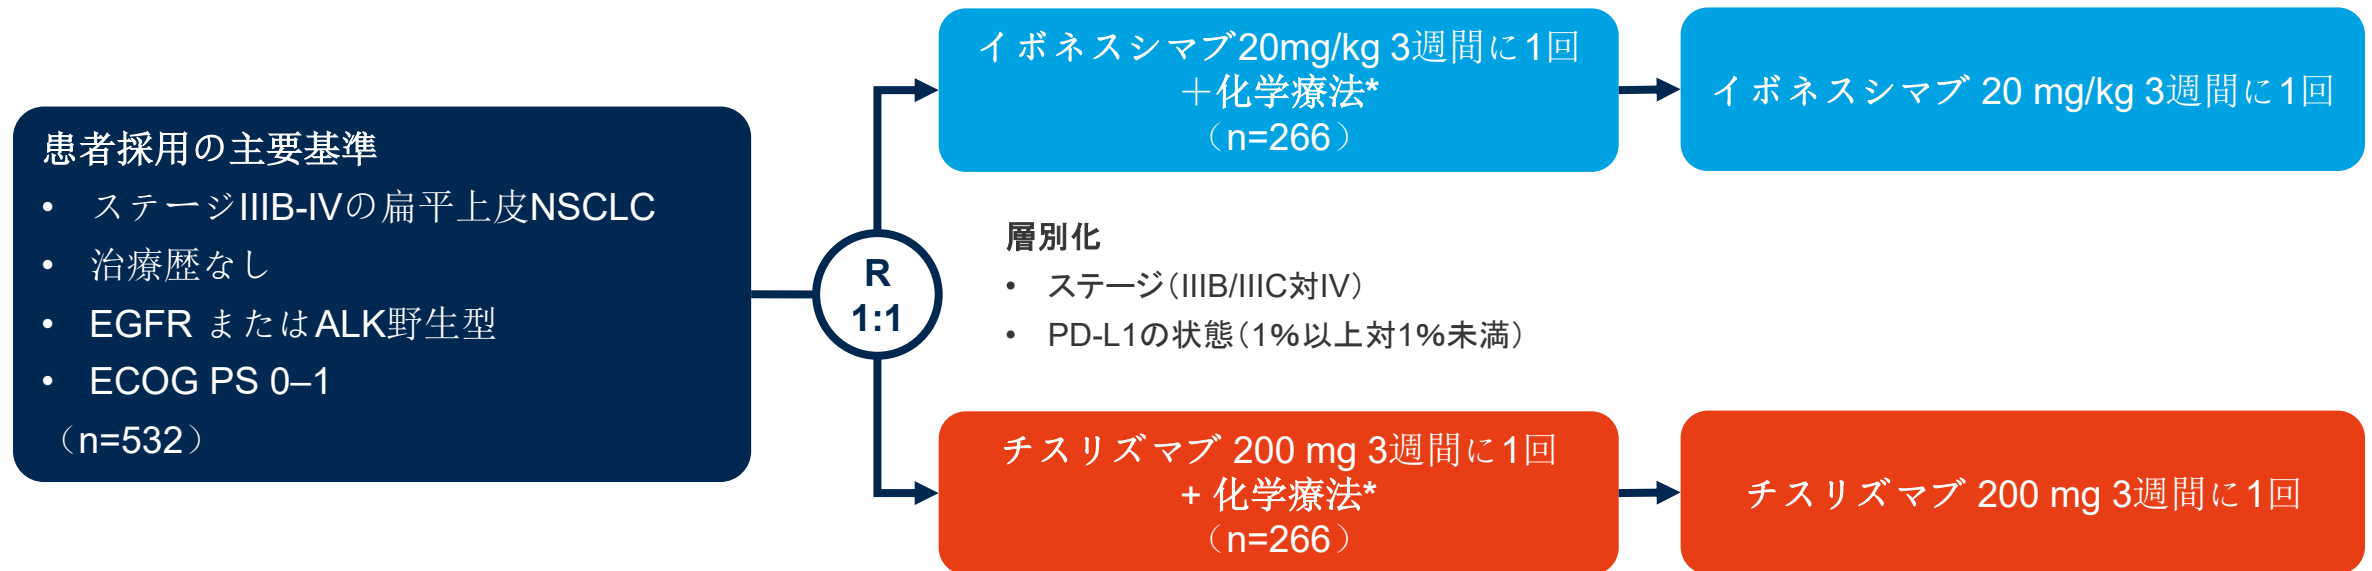 患者採用の主要基準
• ステージIIIB-IVの扁平上皮NSCLC
• 治療歴なし
• EGFR またはALK野生型
• ECOG PS 0–1
（n=532）
R
1:1
イボネスシマブ20mg/kg 3週間に1回
＋化学療法*
（n=266）
イボネスシマブ 20 mg/kg 3週間に1回
層別化
• ステージ（IIIB/IIIC対IV）
• PD-L1の状態（1%以上対1%未満）
チスリズマブ 200 mg 3週間に1回
+ 化学療法*
（n=266）
チスリズマブ 200 mg 3週間に1回